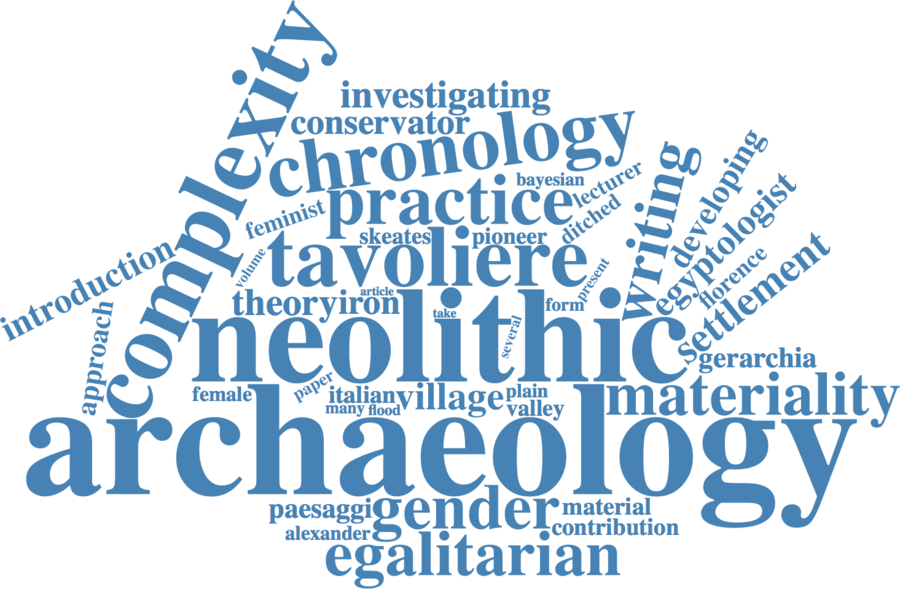 complexity
investigating
conservator
chronology
bayesian
practice
lecturer
ditched
writing
developing
egyptologist
florence
settlement
feminist
skeates
pioneer
tavoliere
introduction
volume
article
present
theory
iron
take
form
several
neolithic
approach
gerarchia
female
paper
italian
village
plain
many
flood
valley
materiality
archaeology
paesaggi
gender
material
alexander
contribution
egalitarian